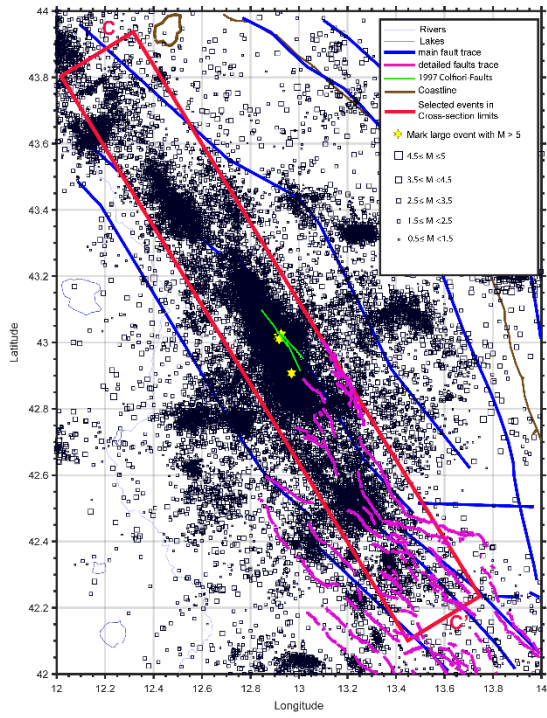 44
43.8
43.6
43.4
43.2
43
42.8
42.6
42.4
42.2
42
Latitude
12
12.2
12.4
12.6
12.8
13
13.2
13.4
13.6
13.8
14
Longitude
C
C'
Rivers
Lakes
main fault trace
detailed faults trace
1997 Colfiori-Faults
Coastline
Selected events in
Cross-section limits
Mark large event with M > 5
4.5≤ M ≤5
3.5≤ M <4.5
2.5≤ M <3.5
1.5≤ M <2.5
0.5≤ M <1.5